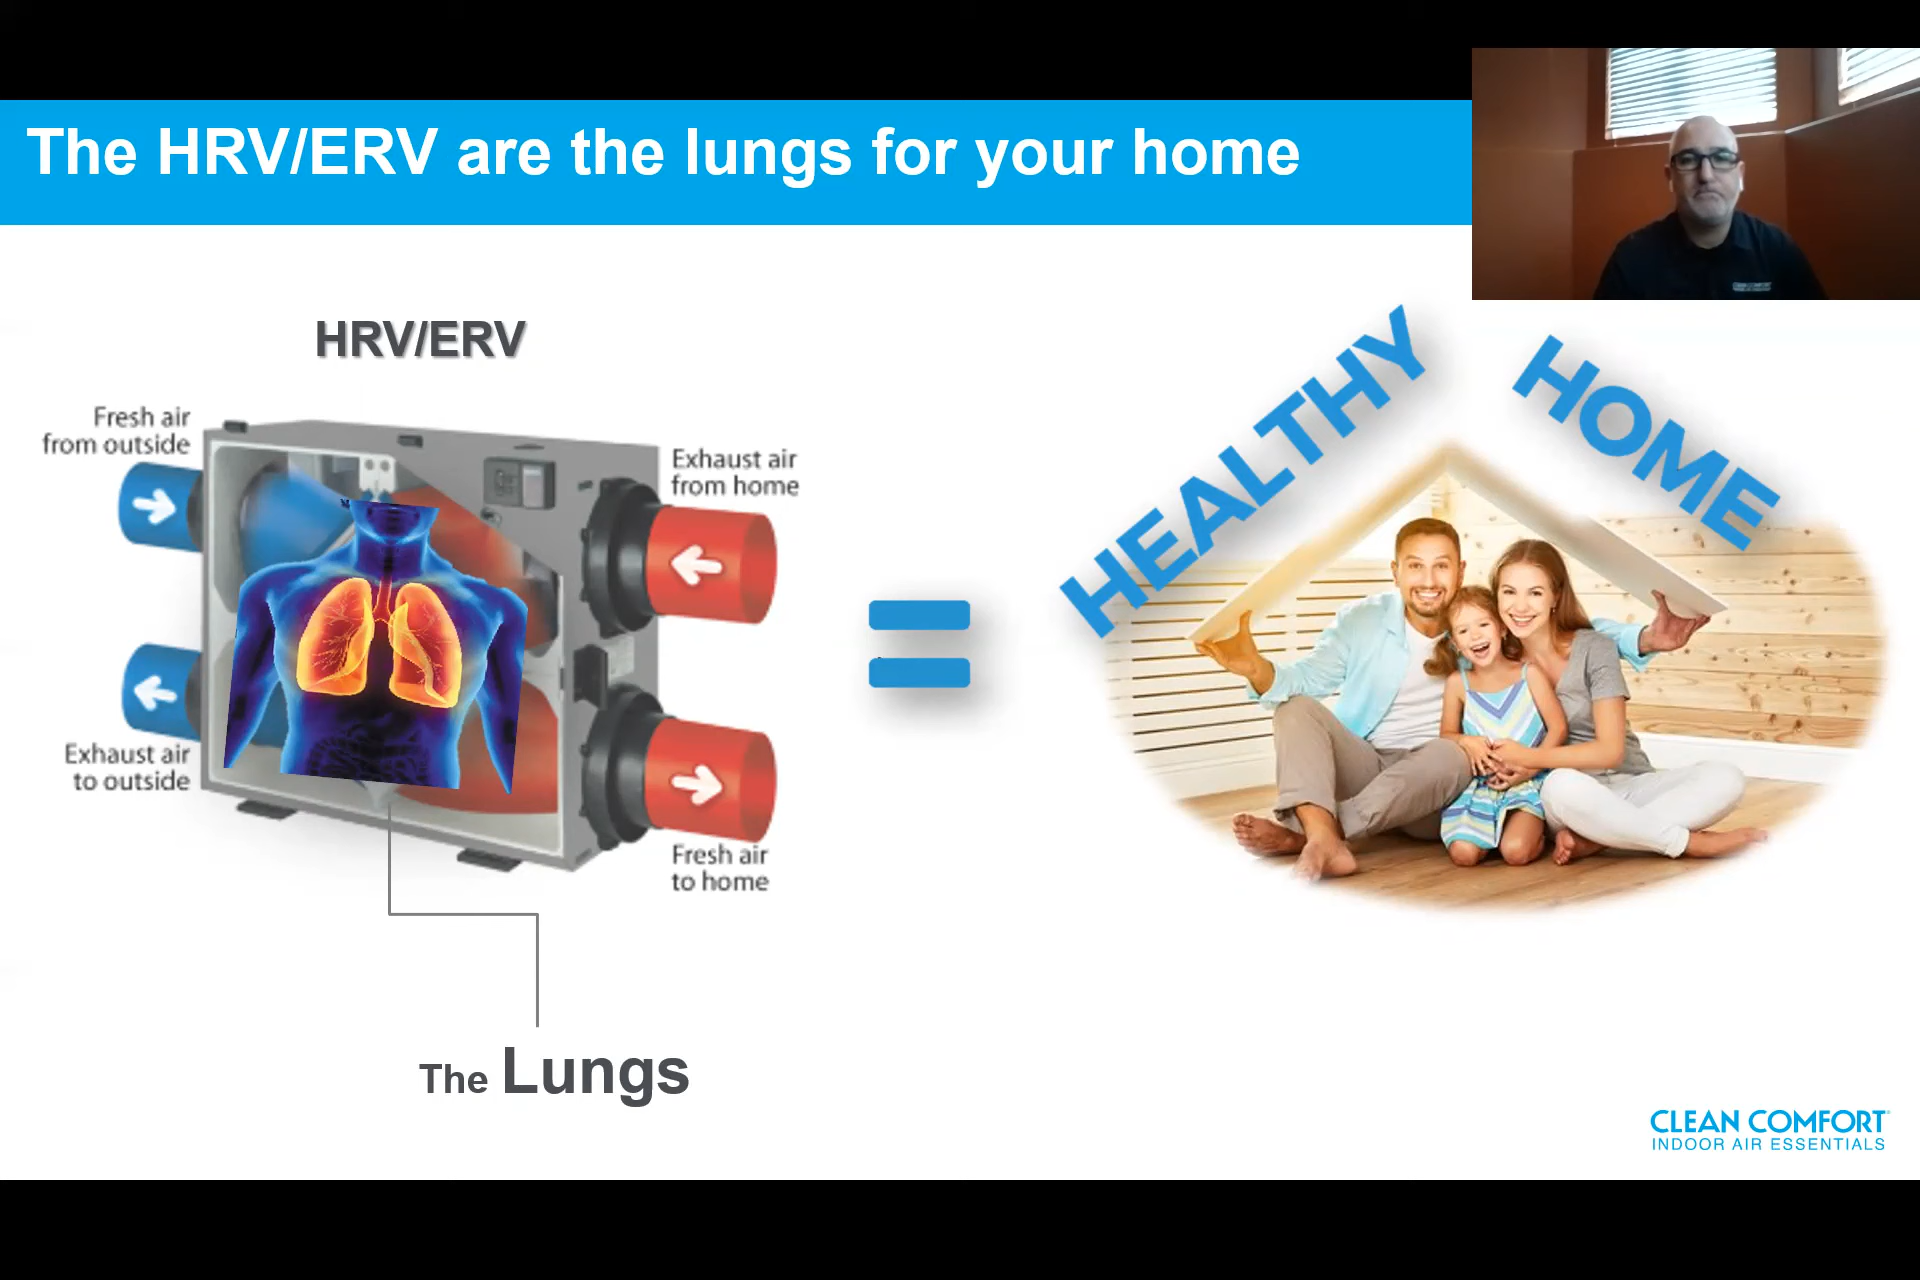 The HRV/ERV are the lungs for your home
HRV/ERV
Fresh air
from outside
Exhaust air
from home
HEALTHY
HOME
Exhaust air
to outside
Fresh air
to home
The Lungs
CLEAN COMFORT
INDOOR AIR ESSENTIALS